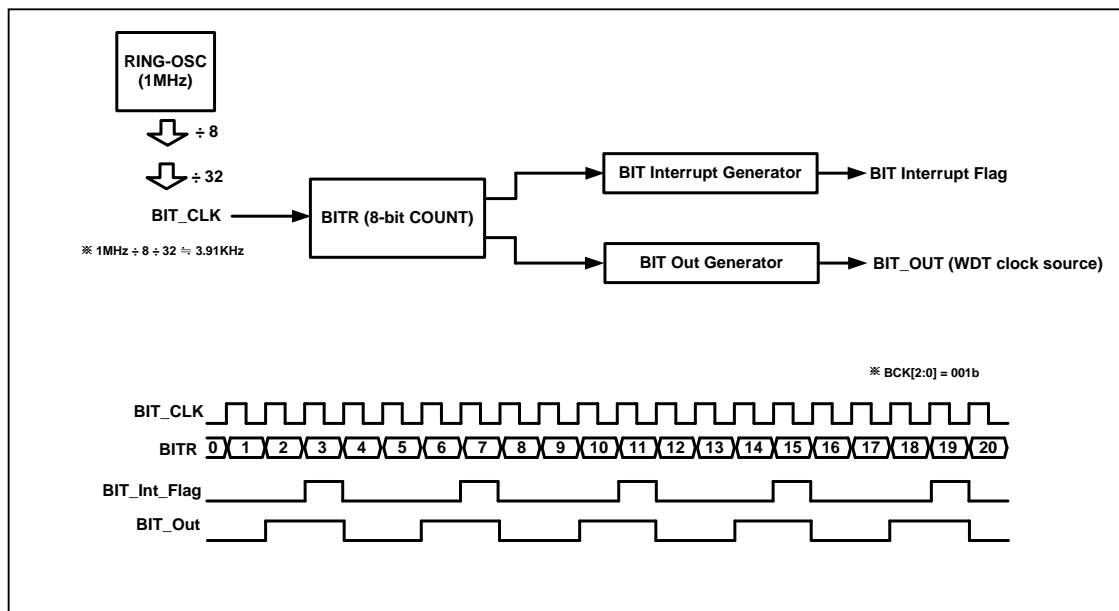 RING-OSC
(1MHz)
÷ 8
÷ 32
BIT_CLK
※ 1MHz ÷ 8 ÷ 32 ≒ 3.91KHz
BITR (8-bit COUNT)
BIT Interrupt Generator
BIT Interrupt Flag
BIT Out Generator
BIT_OUT (WDT clock source)
※ BCK[2:0] = 001b
BIT_CLK
BITR 0 1 2 3 4 5 6 7 8 9 10 11 12 13 14 15 16 17 18 19 20
BIT_Int_Flag
BIT_Out